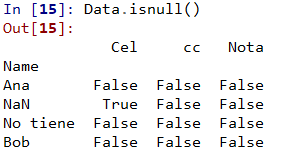 In [15]: Data.isnull()
Out[15]:
Cel cc Nota
Name
Ana False False False
NaN True False False
No tiene False False False
Bob False False False